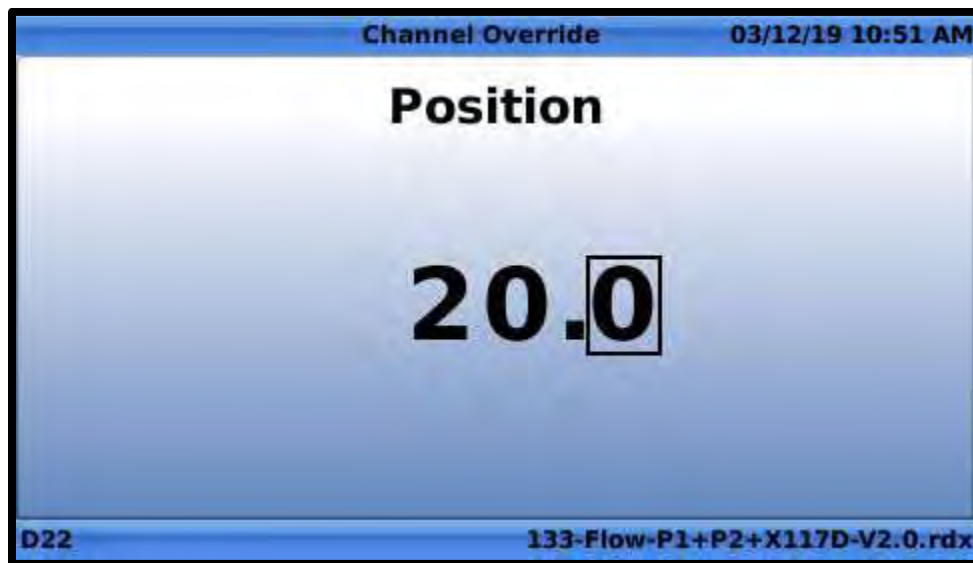 Channel Override 03/12/19 10:51 AM
Position
20.0
D22 133-Flow-P1+P2+X117D-V2.0.rdx